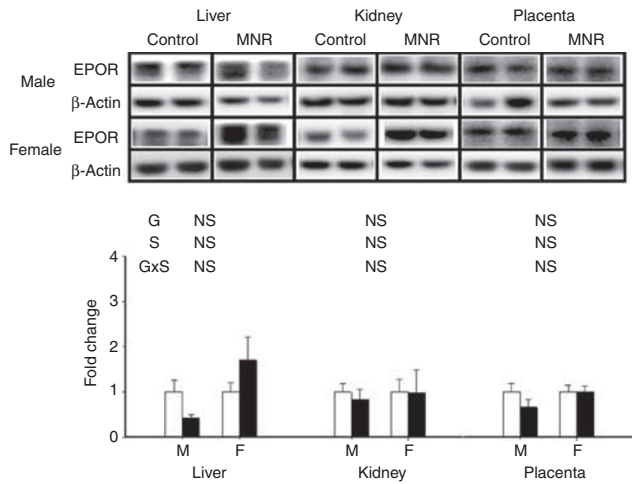 Liver Kidney Placenta
Control MNR Control MNR Control MNR
Male EPOR
β-Actin
Female EPOR
β-Actin
G NS NS NS
S NS NS NS
GxS NS NS NS
Fold change
4
3
2
1
0
M F M F M F
Liver Kidney Placenta